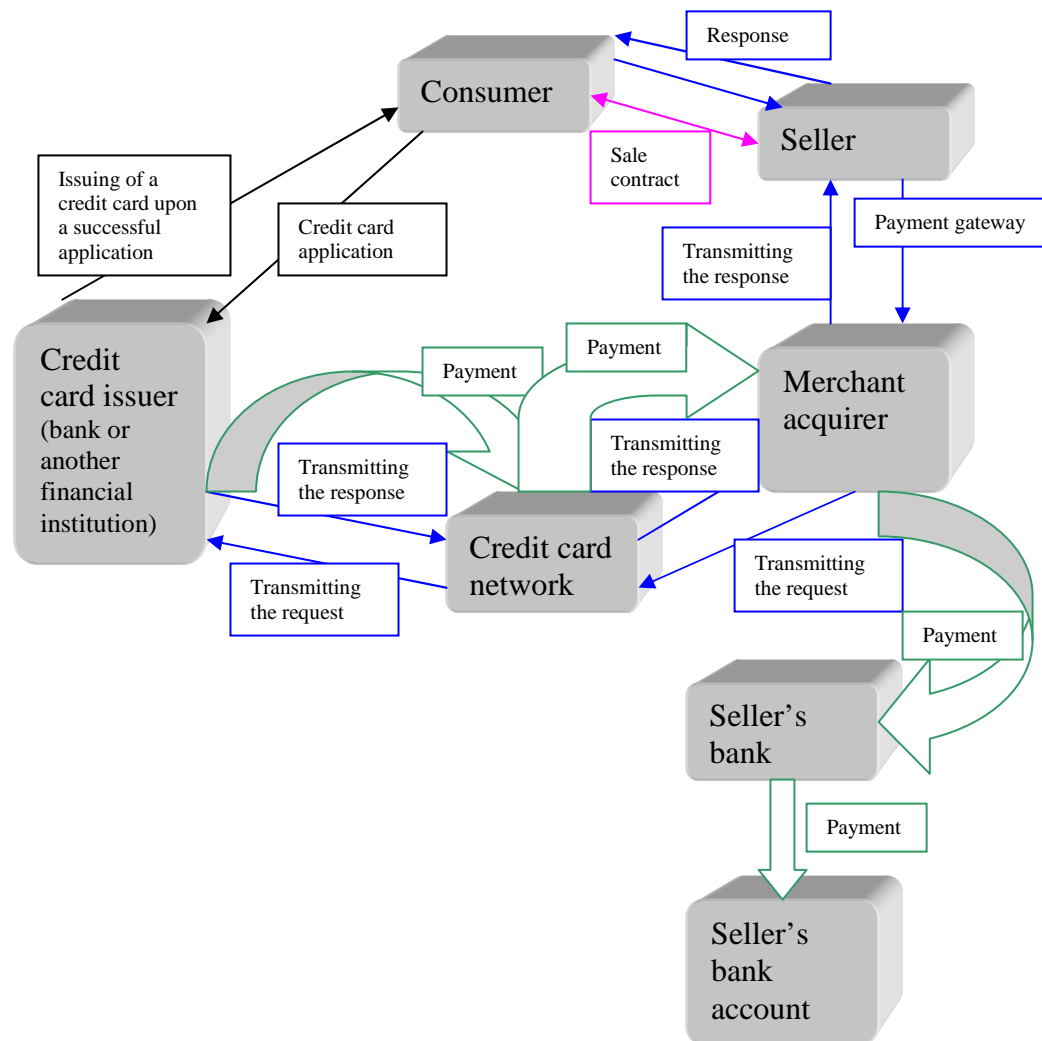 Response
Consumer
Seller
Sale
contract
Issuing of a
credit card upon
a successful
application
Credit card
application
Payment gateway
Transmitting
the response
Credit
card issuer
(bank or
another
financial
institution)
Payment
Payment
Merchant
acquirer
Transmitting
the response
Transmitting
the response
Credit card
network
Transmitting
the request
Transmitting
the request
Payment
Seller’s
bank
Payment
Seller’s
bank
account